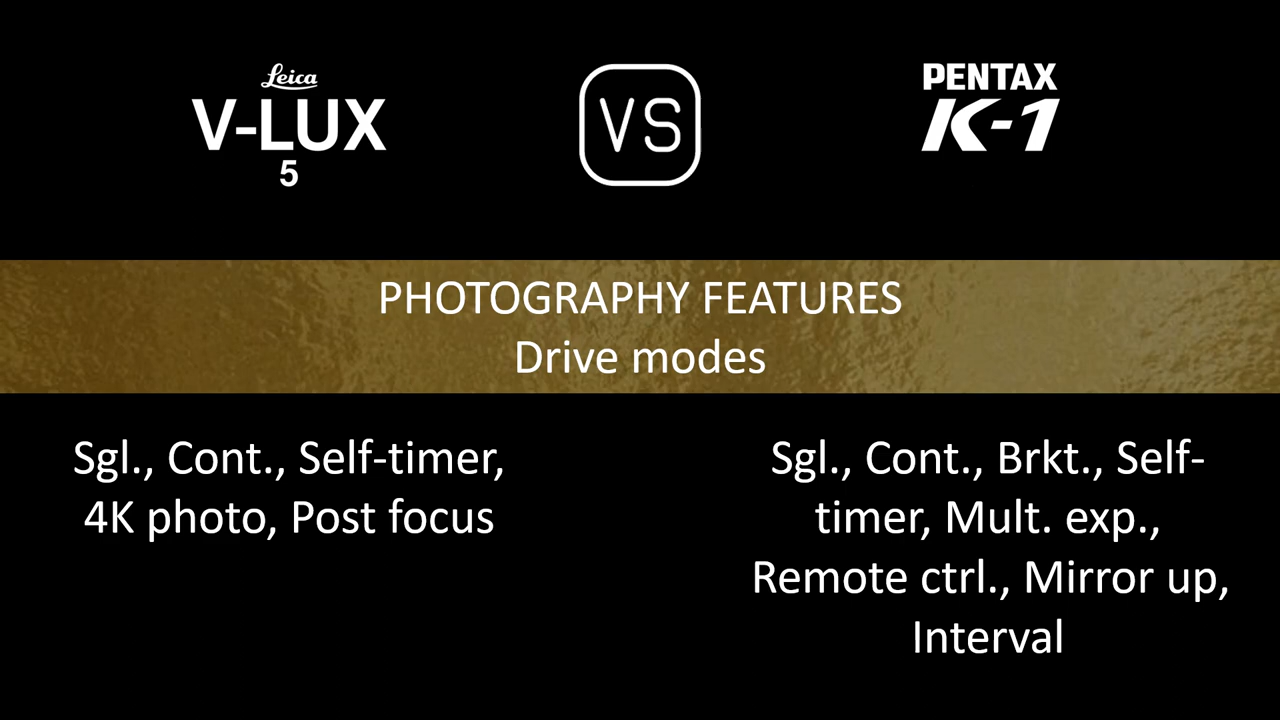 Leica
V-LUX
5
VS
PENTAX
K-1
PHOTOGRAPHY FEATURES
Drive modes
Sgl., Cont., Self-timer,
4K photo, Post focus
Sgl., Cont., Brkt., Self-
timer, Mult. exp.,
Remote ctrl., Mirror up,
Interval